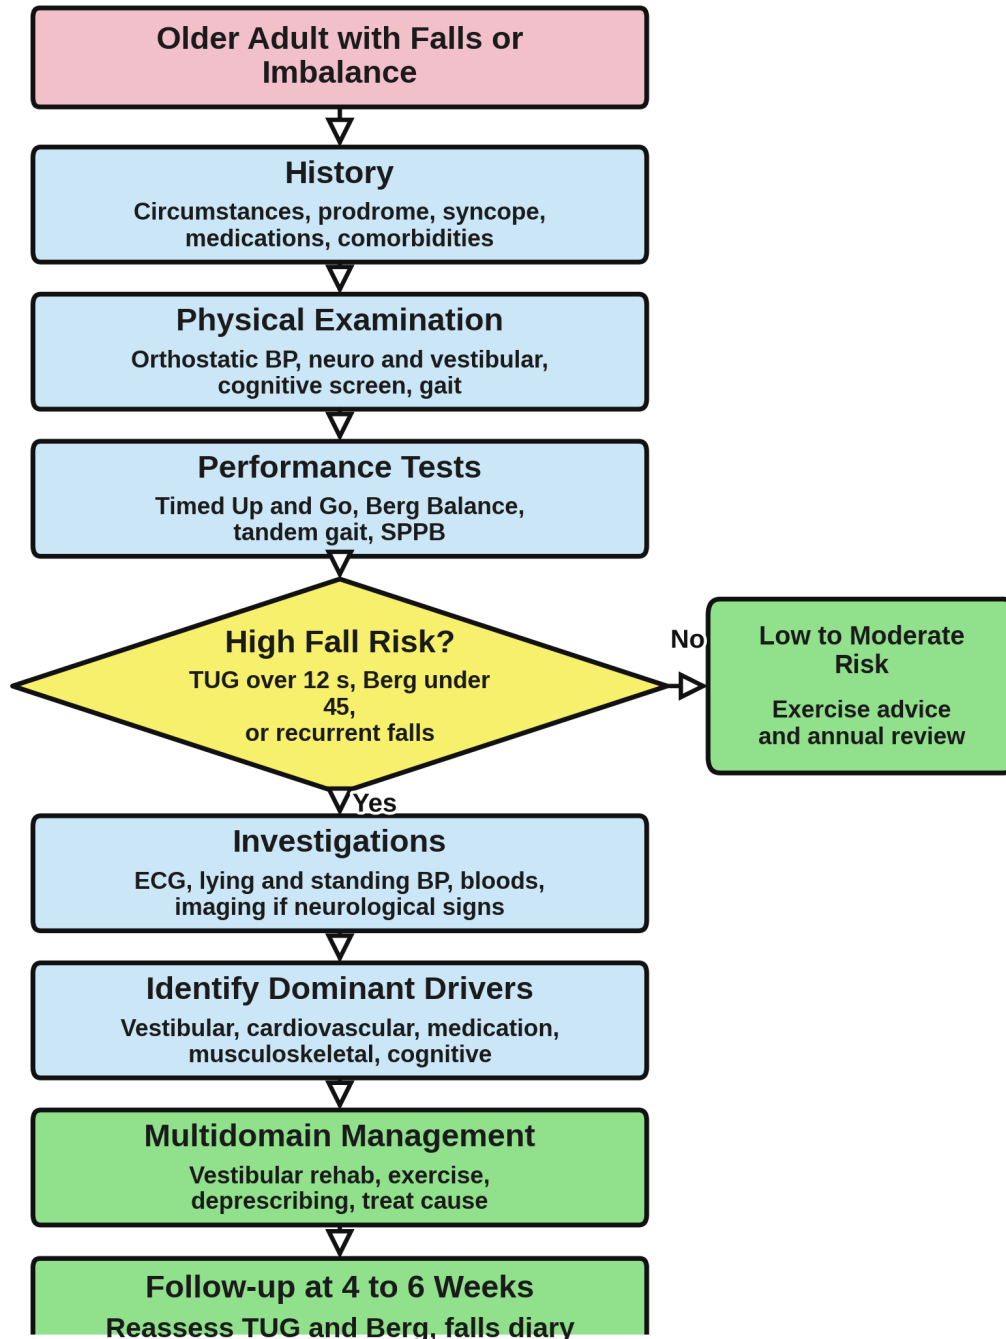 Older Adult with Falls or
Imbalance
History
Circumstances, prodrome, syncope,
medications, comorbidities
Physical Examination
Orthostatic BP, neuro and vestibular,
cognitive screen, gait
Performance Tests
Timed Up and Go, Berg Balance,
tandem gait, SPPB
High Fall Risk?
TUG over 12 s, Berg under
45,
or recurrent falls
No
Low to Moderate
Risk
Exercise advice
and annual review
Yes
Investigations
ECG, lying and standing BP, bloods,
imaging if neurological signs
Identify Dominant Drivers
Vestibular, cardiovascular, medication,
musculoskeletal, cognitive
Multidomain Management
Vestibular rehab, exercise,
deprescribing, treat cause
Follow-up at 4 to 6 Weeks
Reassess TUG and Berg, falls diary